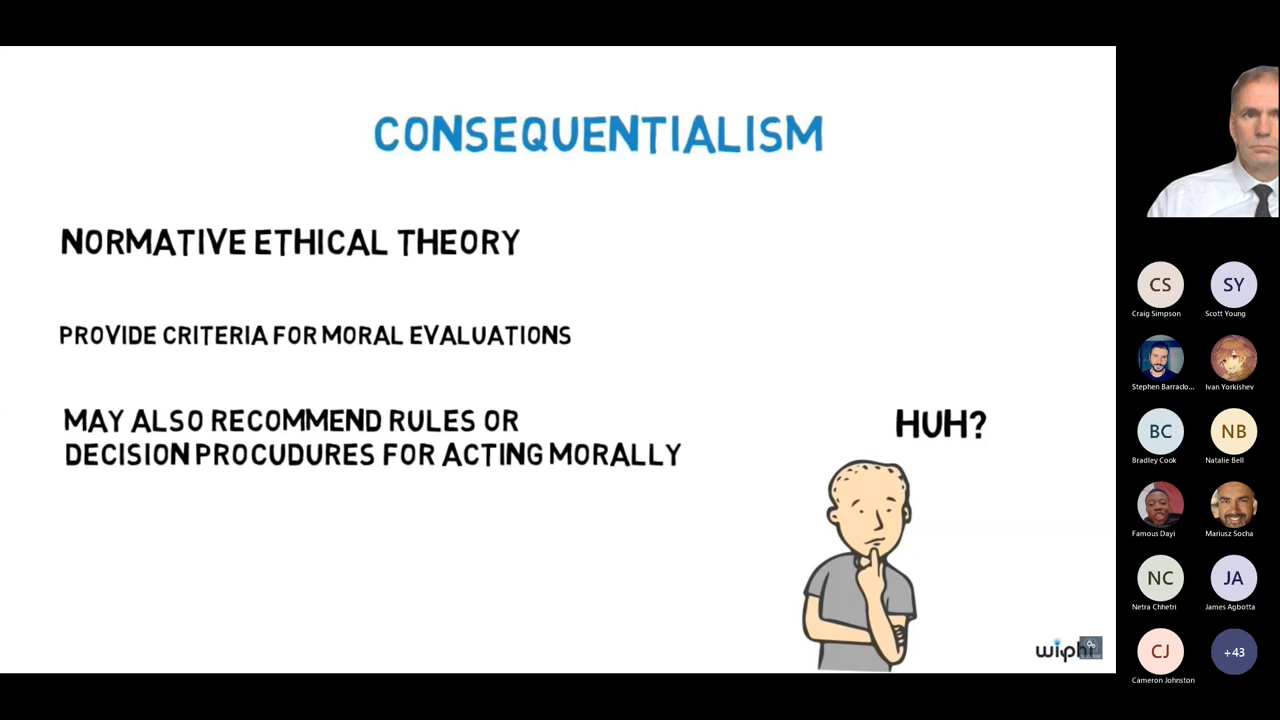 CONSEQUENTIALISM
NORMATIVE ETHICAL THEORY
PROVIDE CRITERIA FOR MORAL EVALUATIONS
MAY ALSO RECOMMEND RULES OR
DECISION PROCUDURES FOR ACTING MORALLY
HUH?
wiphi
CS
SY
Craig Simpson
Scott Young
Stephen Barraclo...
Ivan Yorkishev
BC
NB
Bradley Cook
Natalie Bell
Famous Dayi
Mariusz Socha
NC
JA
Netra Chhetri
James Agbotta
CJ
+43
Cameron Johnston